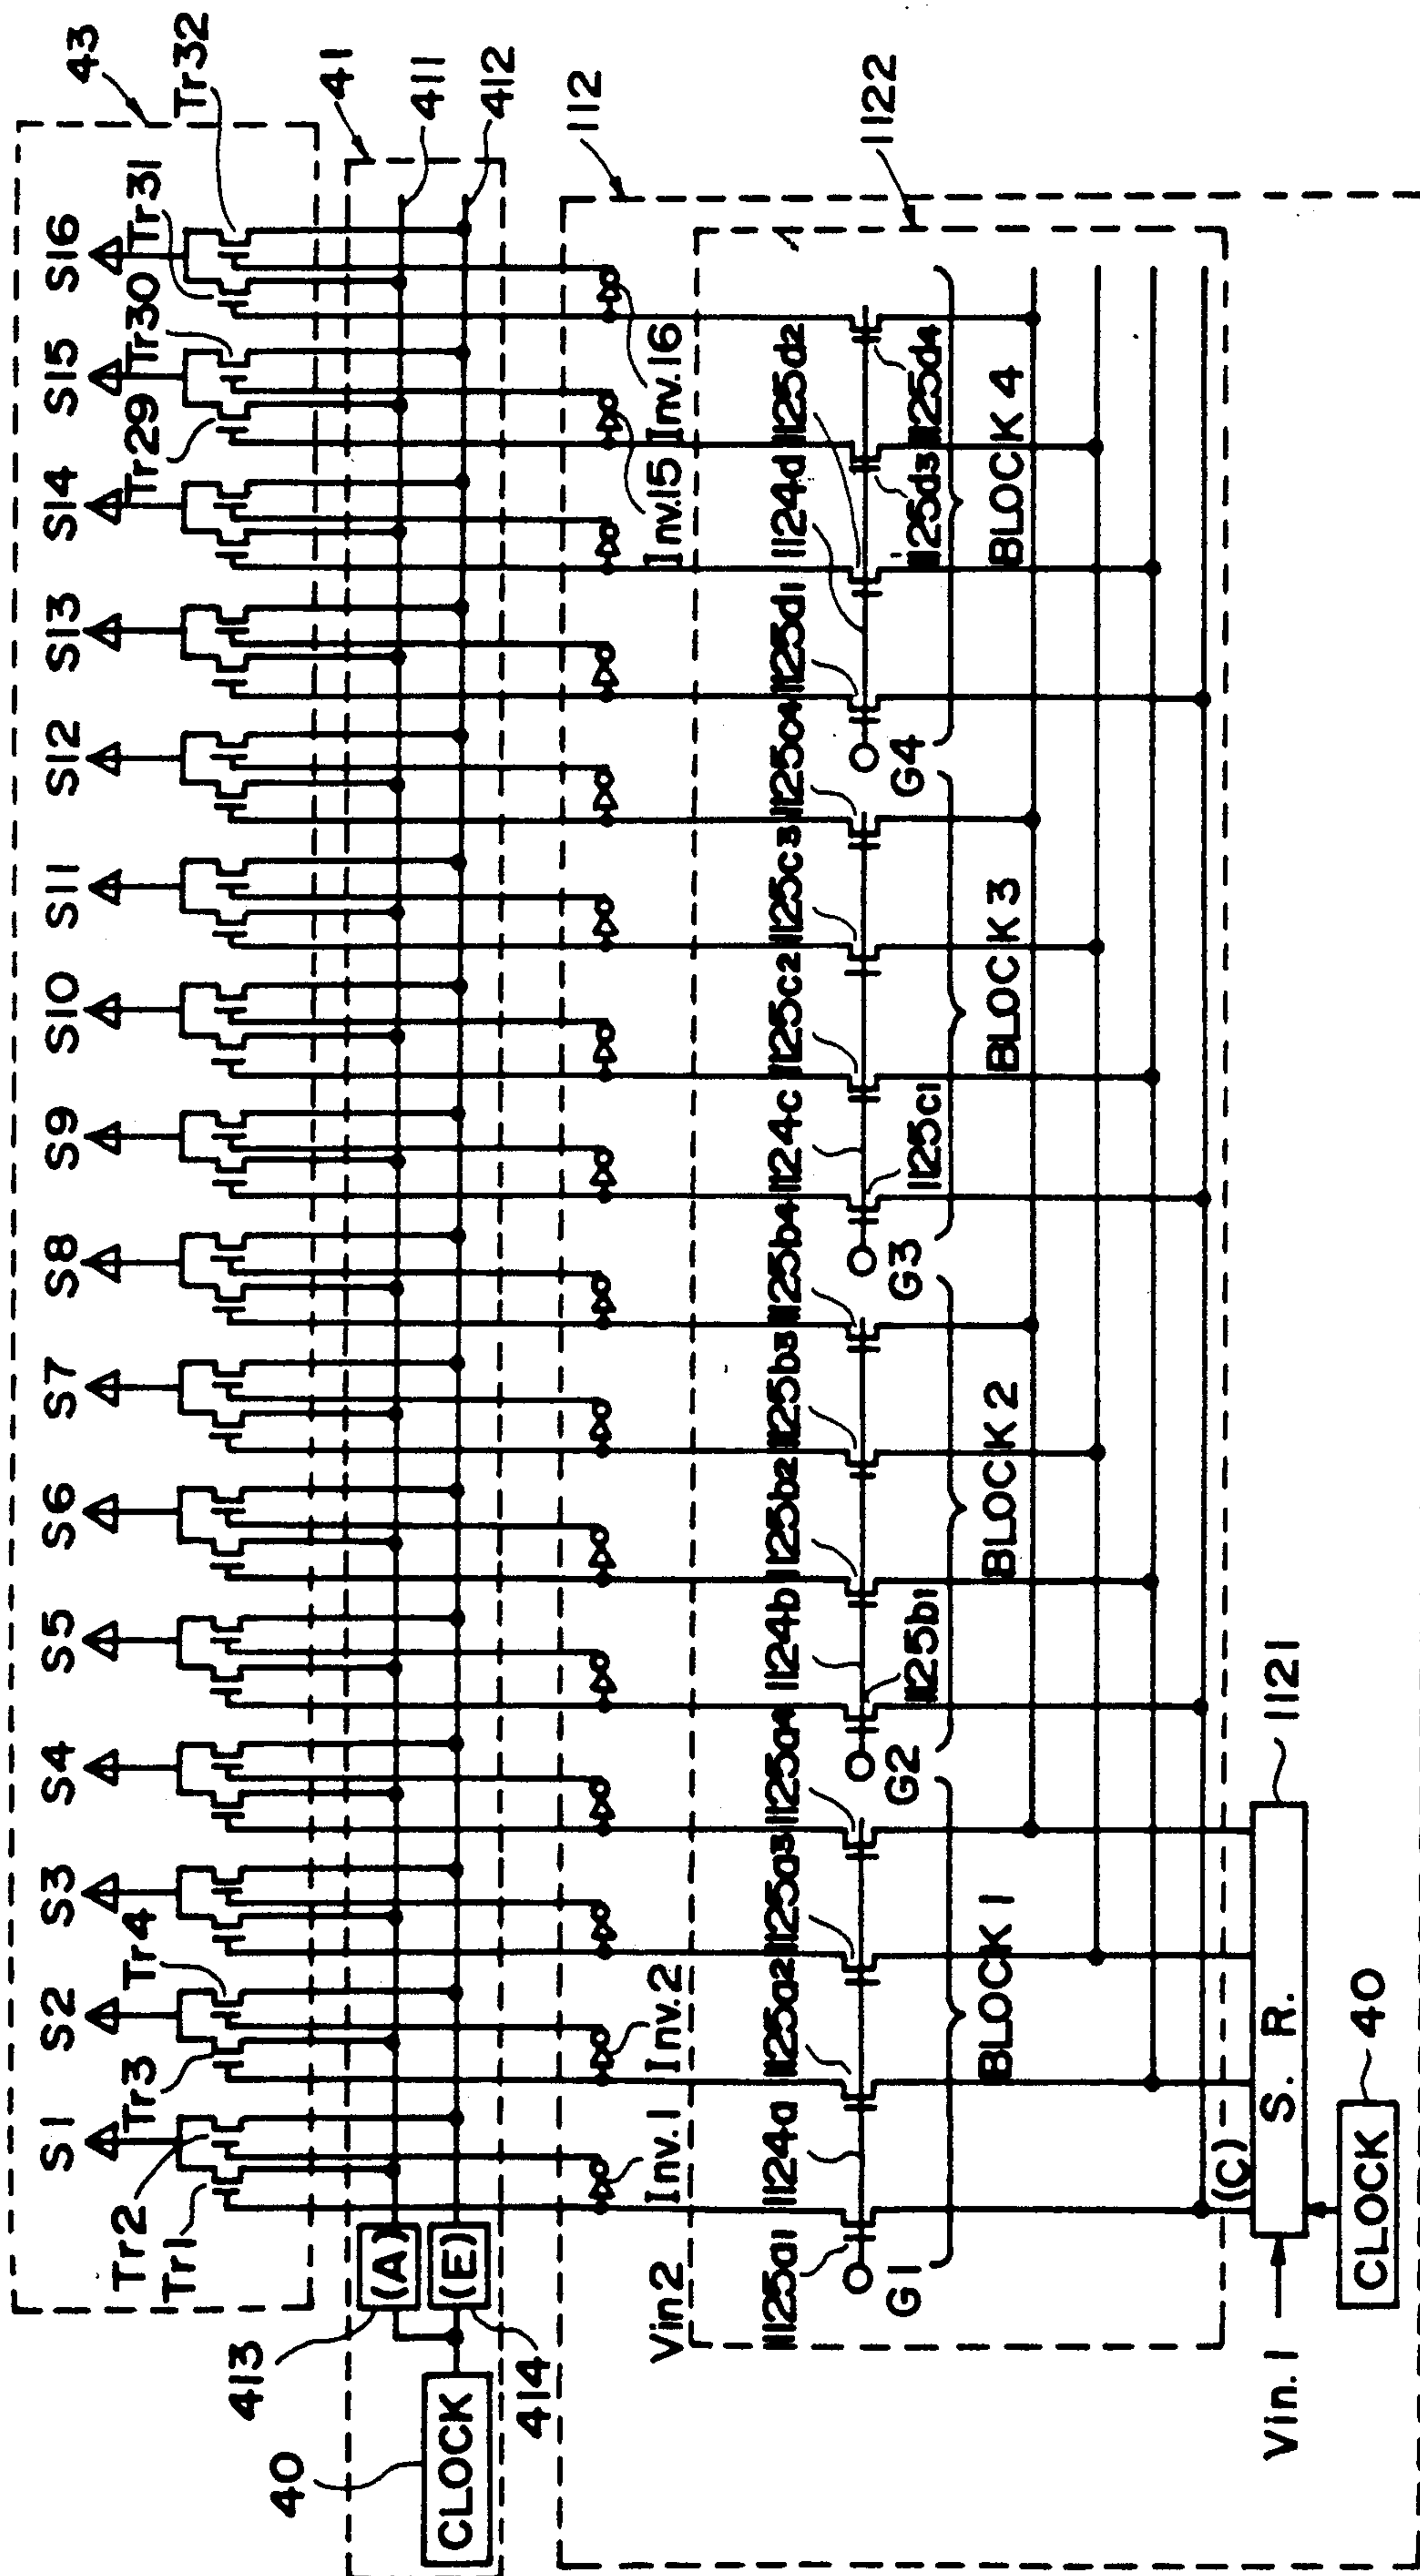 S1 S2 S3 S4 S5 S6 S7 S8 S9 S10 S11 S12 S13 S14 S15 S16
43
Tr1 Tr2 Tr3 Tr4 Tr29 Tr30 Tr31 Tr32
41
411
412
413
414
(A)
(E)
40
CLOCK
112
Inv.1 Inv.2 Inv.15 Inv.16
Vin2
1122
1125a1 1124a 1125a2 1125a3 1125a4 1124b 1125b2 1125b3 1125b4 1124c 1125c2 1125c3 1125c4 1125d1 1124d 1125d2
1125b1 1125c1 1125d3 1125d4
G1 G2 G3 G4
BLOCK 1 BLOCK 2 BLOCK 3 BLOCK 4
(C)
Vin.1
S. R.
1121
CLOCK
40